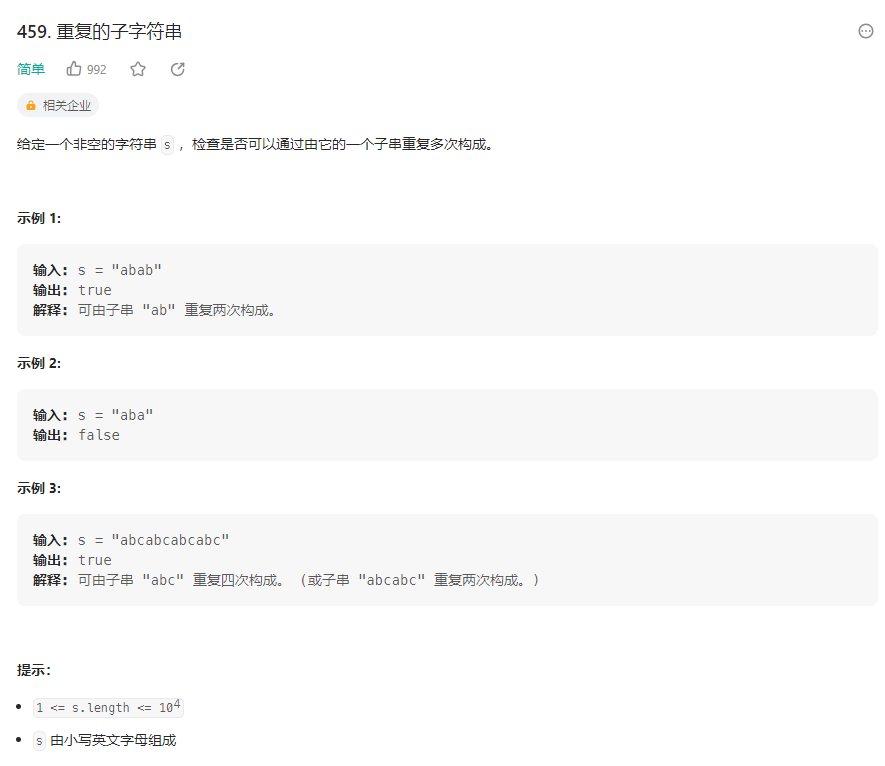 459. 重复的子字符串
简单 992
相关企业
给定一个非空的字符串 s ，检查是否可以通过由它的一个子串重复多次构成。
示例 1:
输入: s = "abab"
输出: true
解释: 可由子串 "ab" 重复两次构成。
示例 2:
输入: s = "aba"
输出: false
示例 3:
输入: s = "abcabcabcabc"
输出: true
解释: 可由子串 "abc" 重复四次构成。 (或子串 "abcabc" 重复两次构成。)
提示：
1 <= s.length <= 10⁴
s 由小写英文字母组成